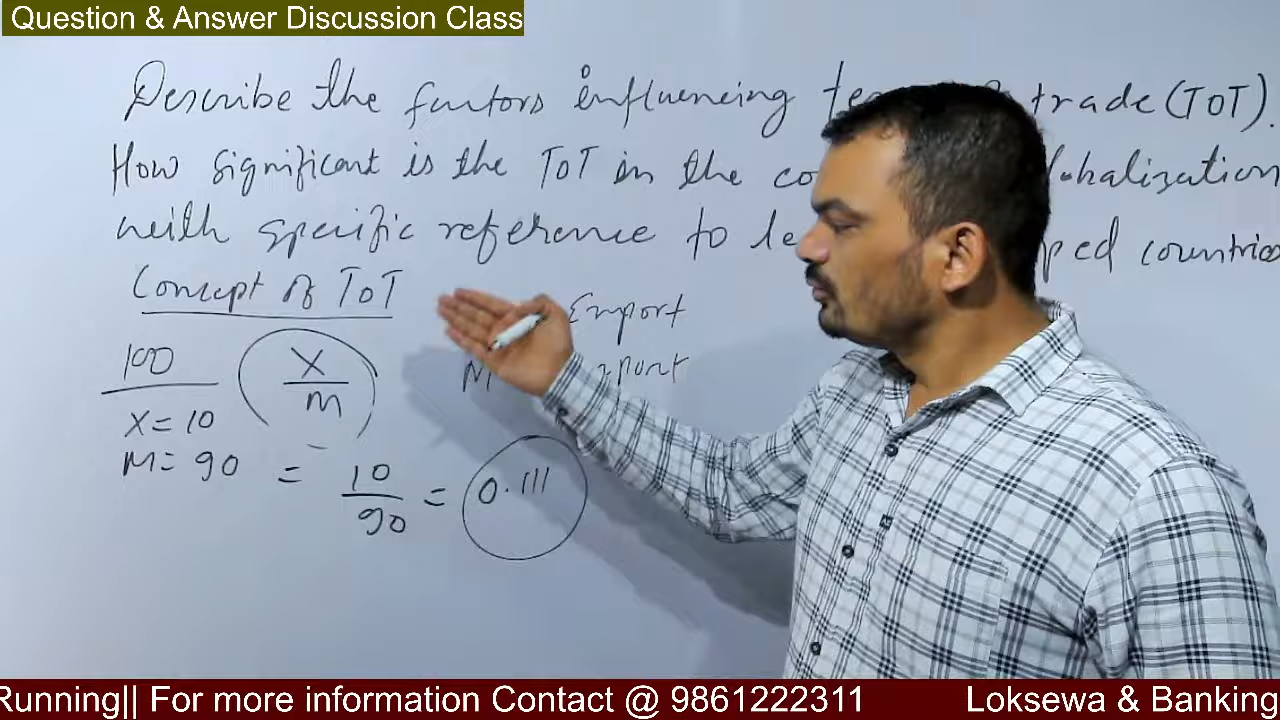 Question & Answer Discussion Class
Describe the factors influencing trade (TOT).
How significant is the TOT in the
with specific reference to countries
Concept of TOT
Export
100
X
M
x = 10
m
M = 90 = 10 = 0.111
90
Running|| For more information Contact @ 9861222311 Loksewa & Banking